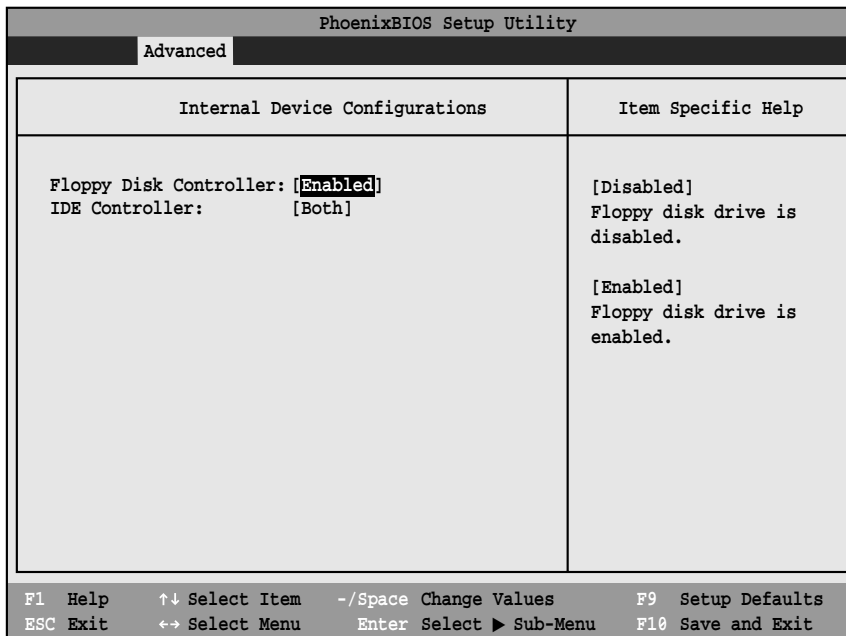 PhoenixBIOS Setup Utility
Advanced
Internal Device Configurations
Item Specific Help
Floppy Disk Controller: [Enabled]
IDE Controller: [Both]
[Disabled]
Floppy disk drive is
disabled.
[Enabled]
Floppy disk drive is
enabled.
F1 Help ↑↓ Select Item -/Space Change Values F9 Setup Defaults
ESC Exit ←→ Select Menu Enter Select ▶ Sub-Menu F10 Save and Exit